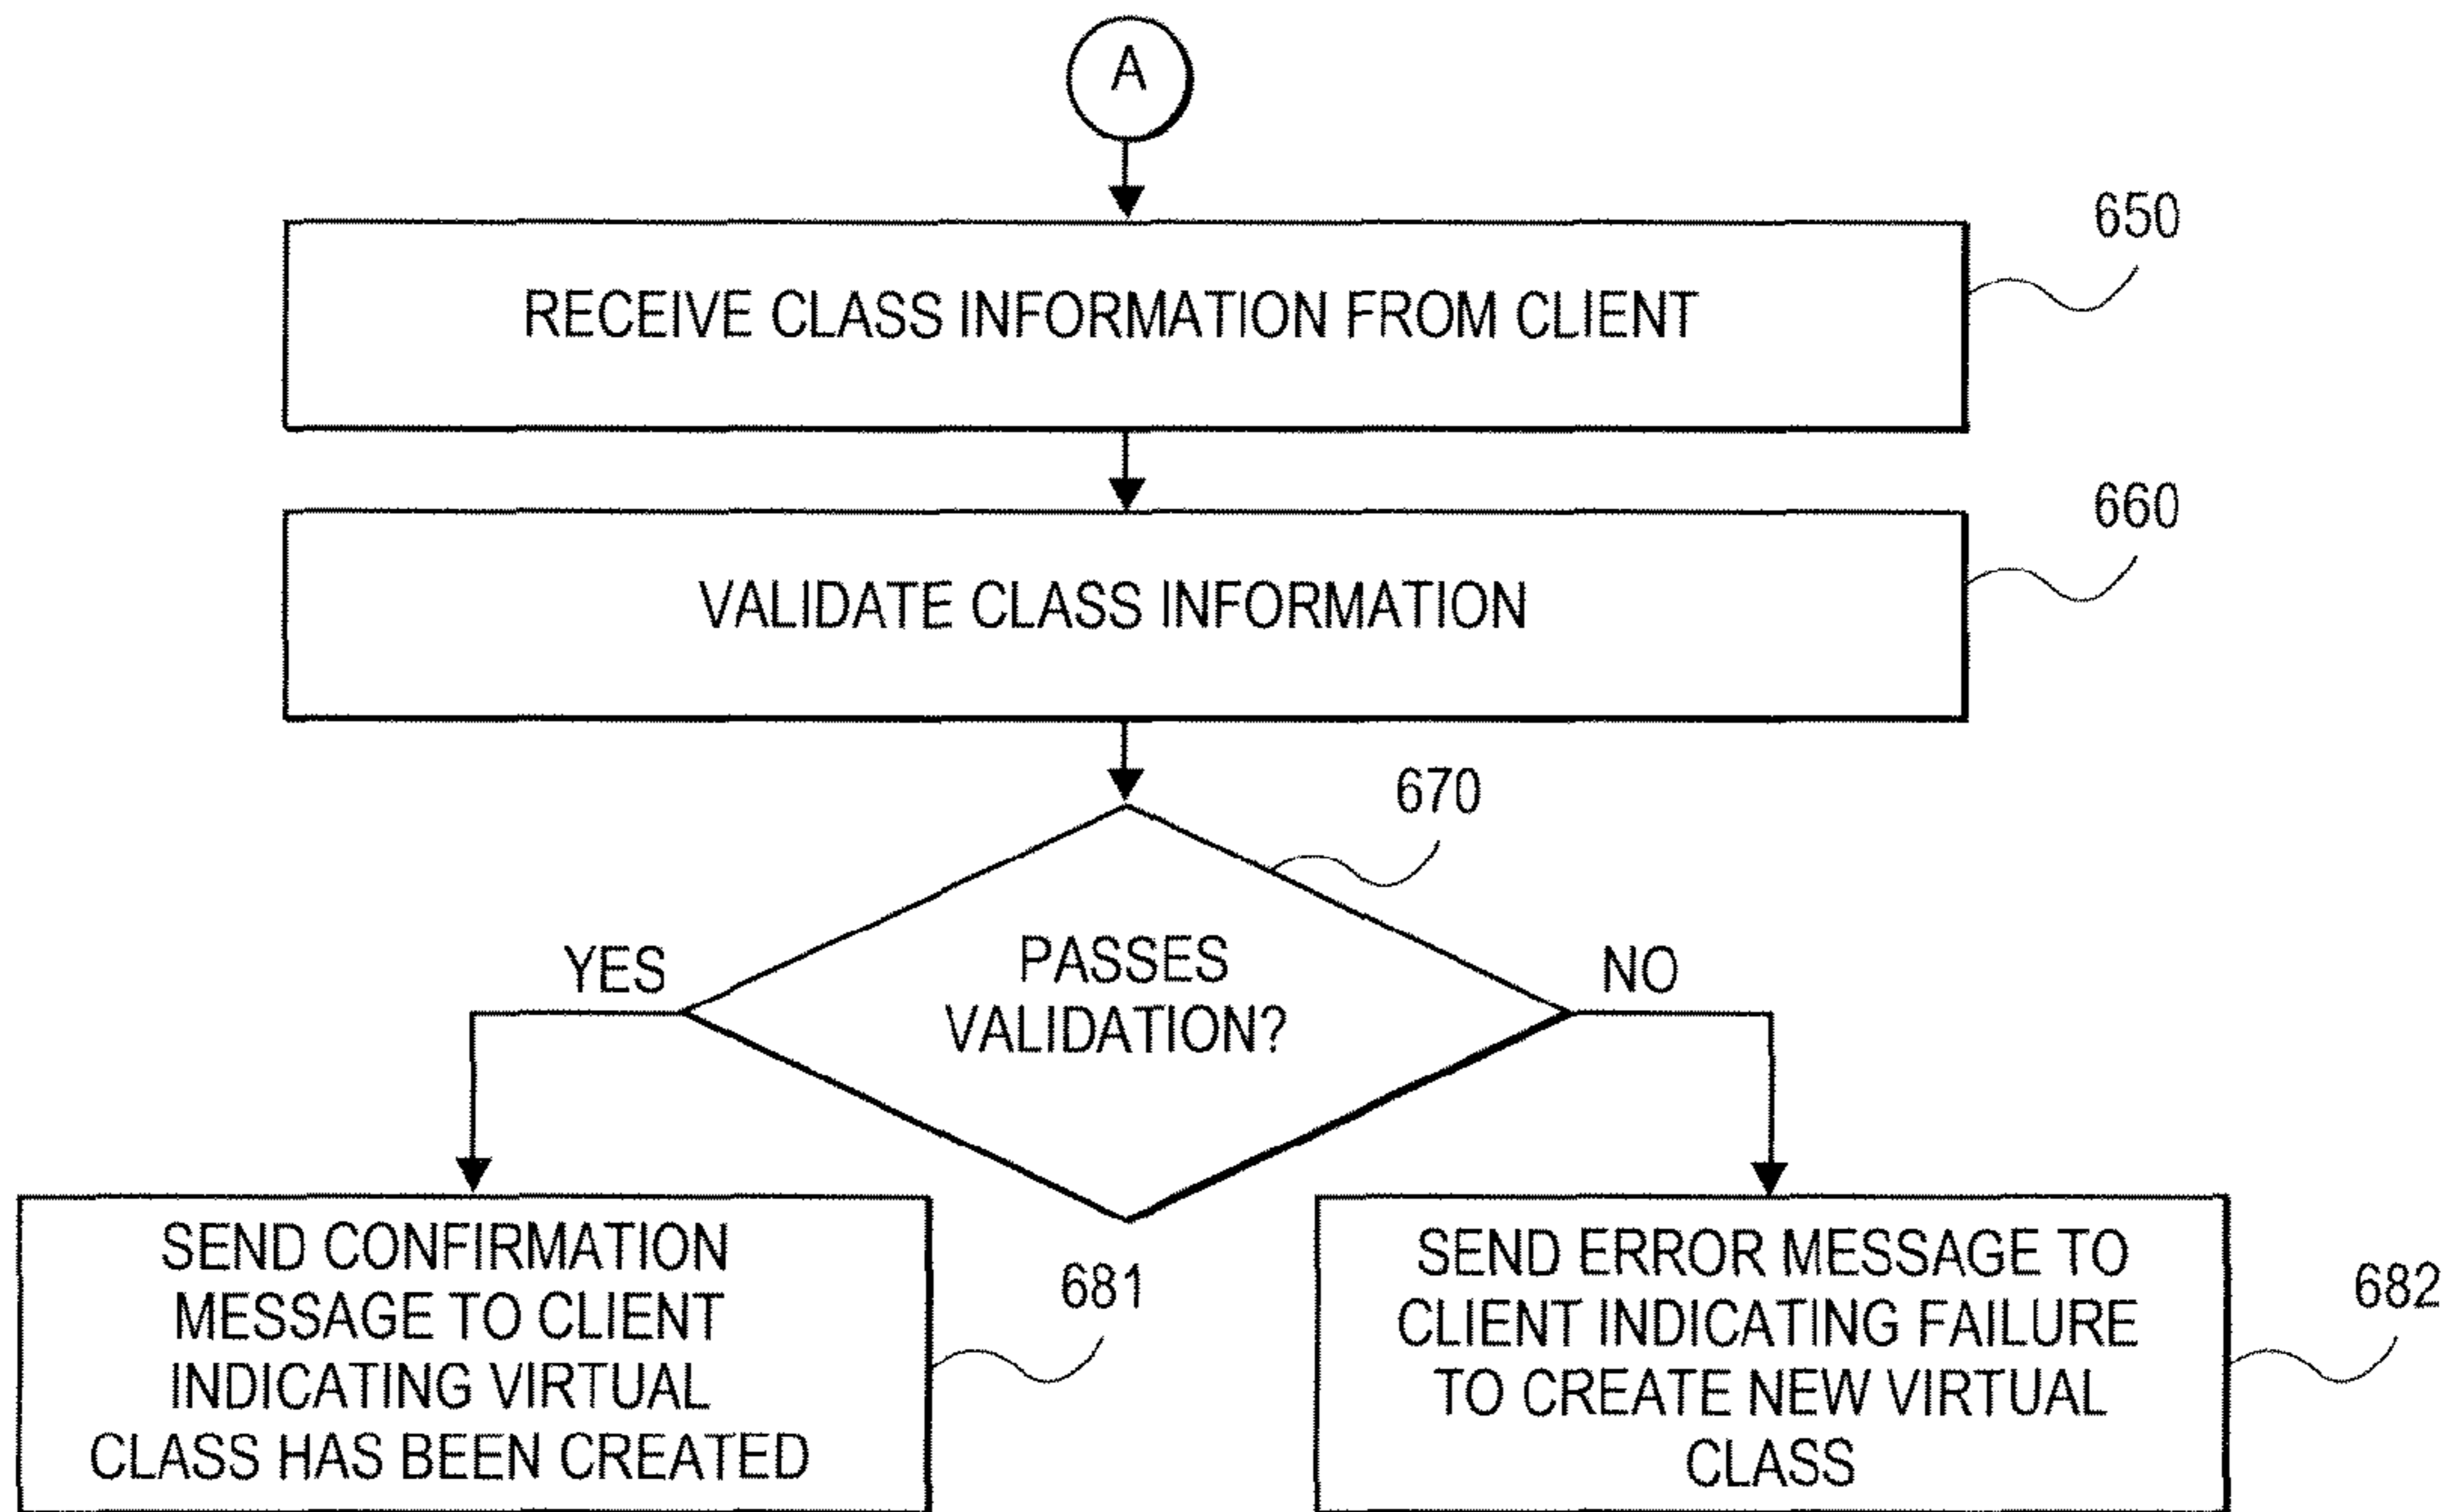 A
650
RECEIVE CLASS INFORMATION FROM CLIENT
660
VALIDATE CLASS INFORMATION
670
YES
PASSES
VALIDATION?
NO
SEND CONFIRMATION
MESSAGE TO CLIENT
INDICATING VIRTUAL
CLASS HAS BEEN CREATED
681
SEND ERROR MESSAGE TO
CLIENT INDICATING FAILURE
TO CREATE NEW VIRTUAL
CLASS
682